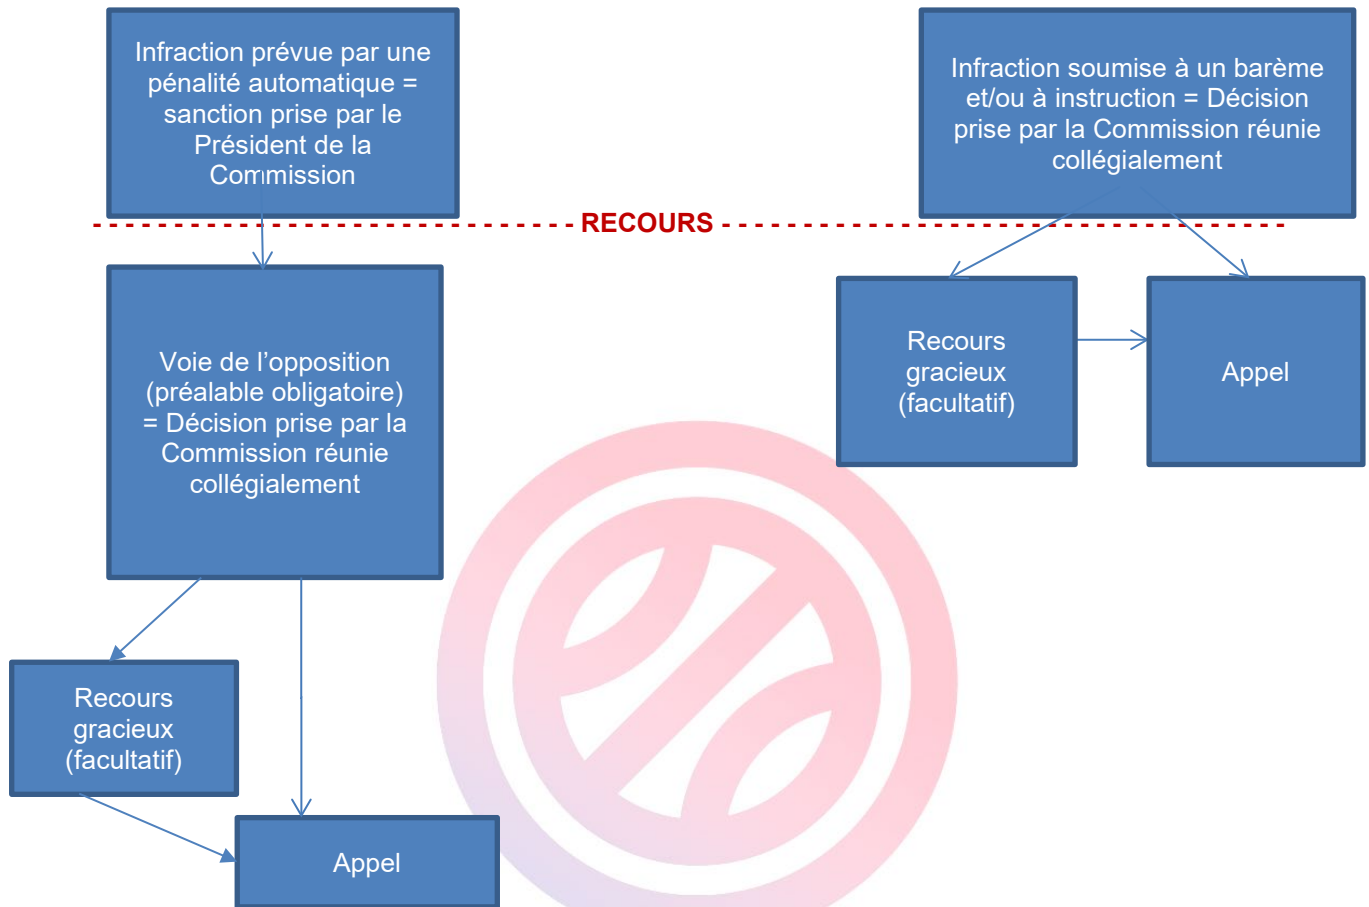 Infraction prévue par une
pénalité automatique =
sanction prise par le
Président de la
Commission
Infraction soumise à un barème
et/ou à instruction = Décision
prise par la Commission réunie
collégialement
RECOURS
Voie de l’opposition
(préalable obligatoire)
= Décision prise par la
Commission réunie
collégialement
Recours
gracieux
(facultatif)
Appel
Recours
gracieux
(facultatif)
Appel